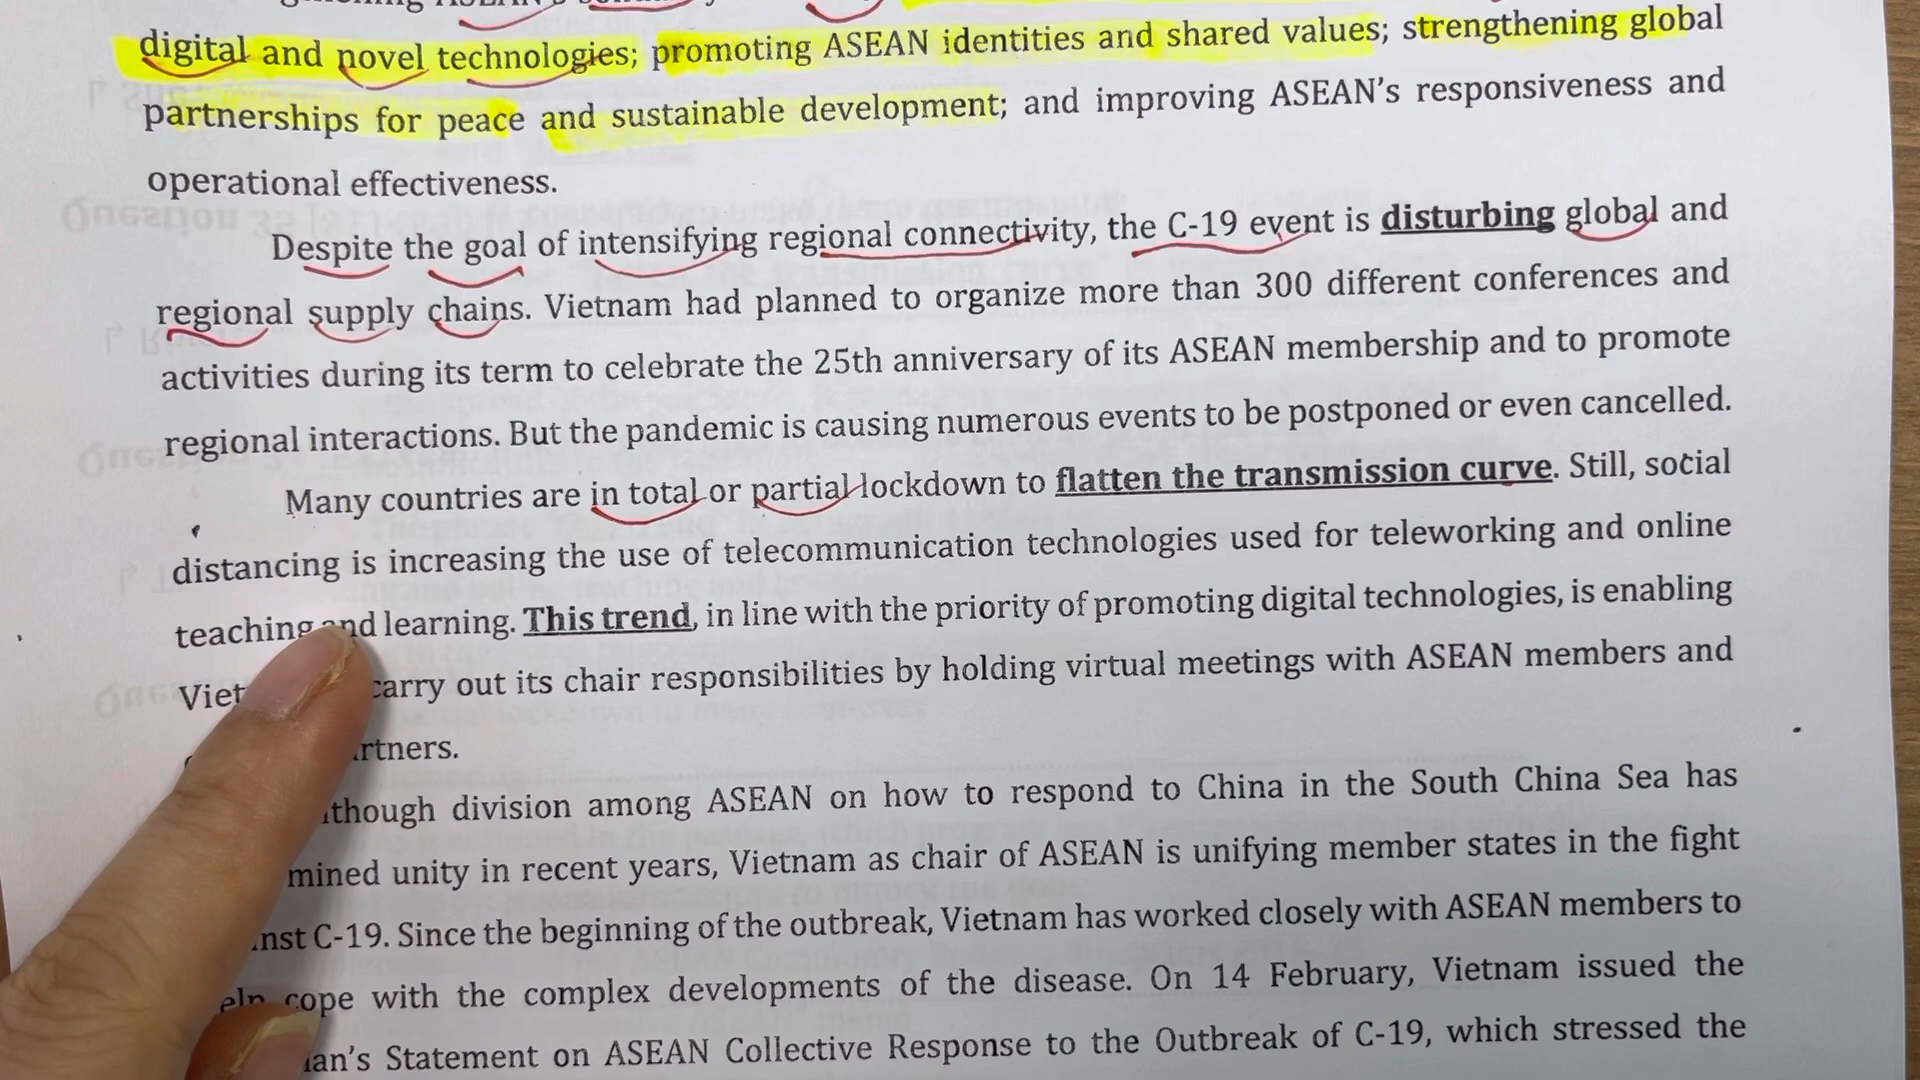 digital and novel technologies; promoting ASEAN identities and shared values; strengthening global
partnerships for peace and sustainable development; and improving ASEAN's responsiveness and
operational effectiveness.
Despite the goal of intensifying regional connectivity, the C-19 event is disturbing global and
regional supply chains. Vietnam had planned to organize more than 300 different conferences and
activities during its term to celebrate the 25th anniversary of its ASEAN membership and to promote
regional interactions. But the pandemic is causing numerous events to be postponed or even cancelled.
Many countries are in total or partial lockdown to flatten the transmission curve. Still, social
distancing is increasing the use of telecommunication technologies used for teleworking and online
teaching and learning. This trend, in line with the priority of promoting digital technologies, is enabling
Viet carry out its chair responsibilities by holding virtual meetings with ASEAN members and
rtners.
though division among ASEAN on how to respond to China in the South China Sea has
mined unity in recent years, Vietnam as chair of ASEAN is unifying member states in the fight
inst C-19. Since the beginning of the outbreak, Vietnam has worked closely with ASEAN members to
elp cope with the complex developments of the disease. On 14 February, Vietnam issued the
an's Statement on ASEAN Collective Response to the Outbreak of C-19, which stressed the